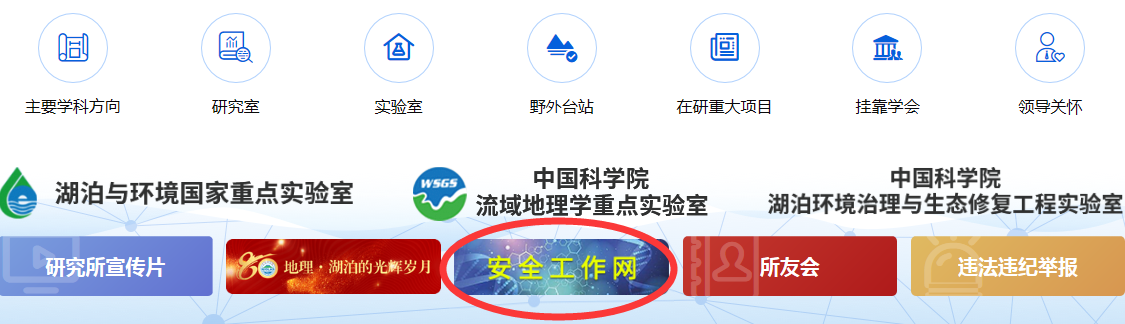 主要学科方向
研究室
实验室
野外台站
在研重大项目
挂靠学会
领导关怀
湖泊与环境国家重点实验室
WSGS
中国科学院
流域地理学重点实验室
中国科学院
湖泊环境治理与生态修复工程实验室
研究所宣传片
80
地理·湖泊的光辉岁月
安全工作网
所友会
违法违纪举报